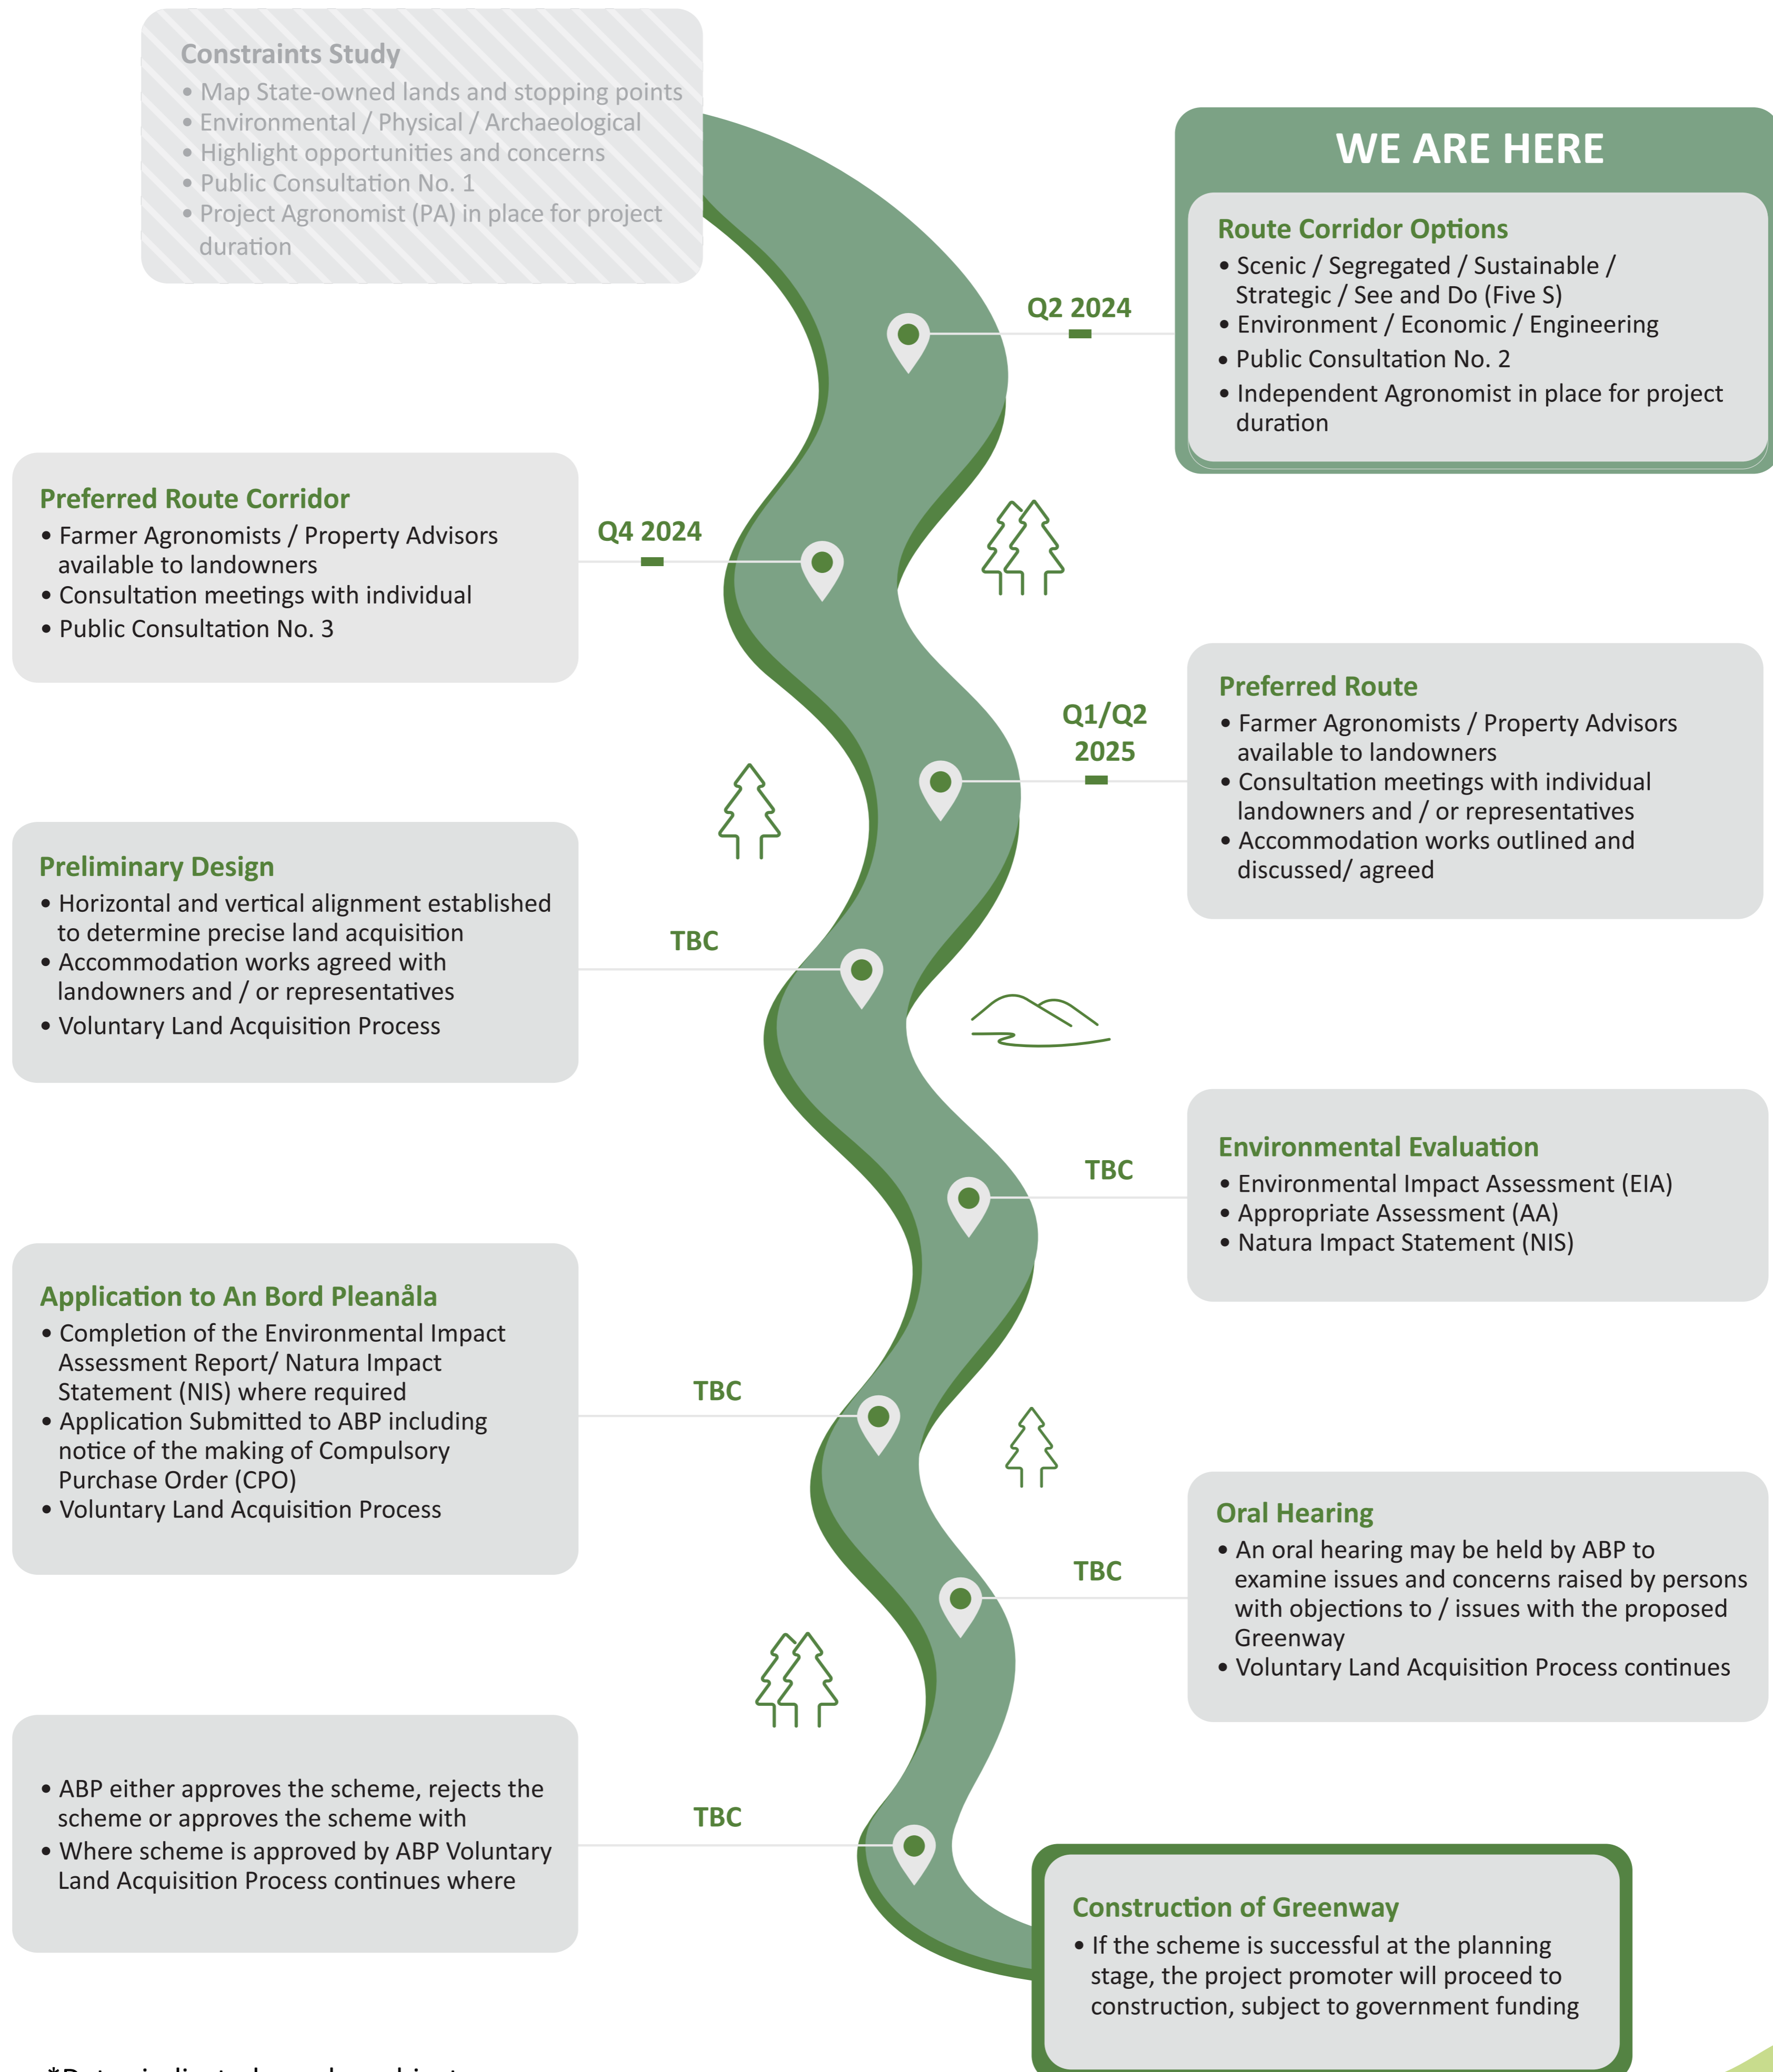 Constraints Study
• Map State-owned lands and stopping points
• Environmental / Physical / Archaeological
• Highlight opportunities and concerns
• Public Consultation No. 1
• Project Agronomist (PA) in place for project
duration
WE ARE HERE
Route Corridor Options
• Scenic / Segregated / Sustainable /
Strategic / See and Do (Five S)
• Environment / Economic / Engineering
• Public Consultation No. 2
• Independent Agronomist in place for project
duration
Q2 2024
Preferred Route Corridor
• Farmer Agronomists / Property Advisors
available to landowners
• Consultation meetings with individual
• Public Consultation No. 3
Q4 2024
Preferred Route
• Farmer Agronomists / Property Advisors
available to landowners
• Consultation meetings with individual
landowners and / or representatives
• Accommodation works outlined and
discussed/ agreed
Q1/Q2
2025
Preliminary Design
• Horizontal and vertical alignment established
to determine precise land acquisition
• Accommodation works agreed with
landowners and / or representatives
• Voluntary Land Acquisition Process
TBC
Environmental Evaluation
• Environmental Impact Assessment (EIA)
• Appropriate Assessment (AA)
• Natura Impact Statement (NIS)
TBC
Application to An Bord Pleanåla
• Completion of the Environmental Impact
Assessment Report/ Natura Impact
Statement (NIS) where required
• Application Submitted to ABP including
notice of the making of Compulsory
Purchase Order (CPO)
• Voluntary Land Acquisition Process
TBC
Oral Hearing
• An oral hearing may be held by ABP to
examine issues and concerns raised by persons
with objections to / issues with the proposed
Greenway
• Voluntary Land Acquisition Process continues
TBC
• ABP either approves the scheme, rejects the
scheme or approves the scheme with
• Where scheme is approved by ABP Voluntary
Land Acquisition Process continues where
TBC
Construction of Greenway
• If the scheme is successful at the planning
stage, the project promoter will proceed to
construction, subject to government funding